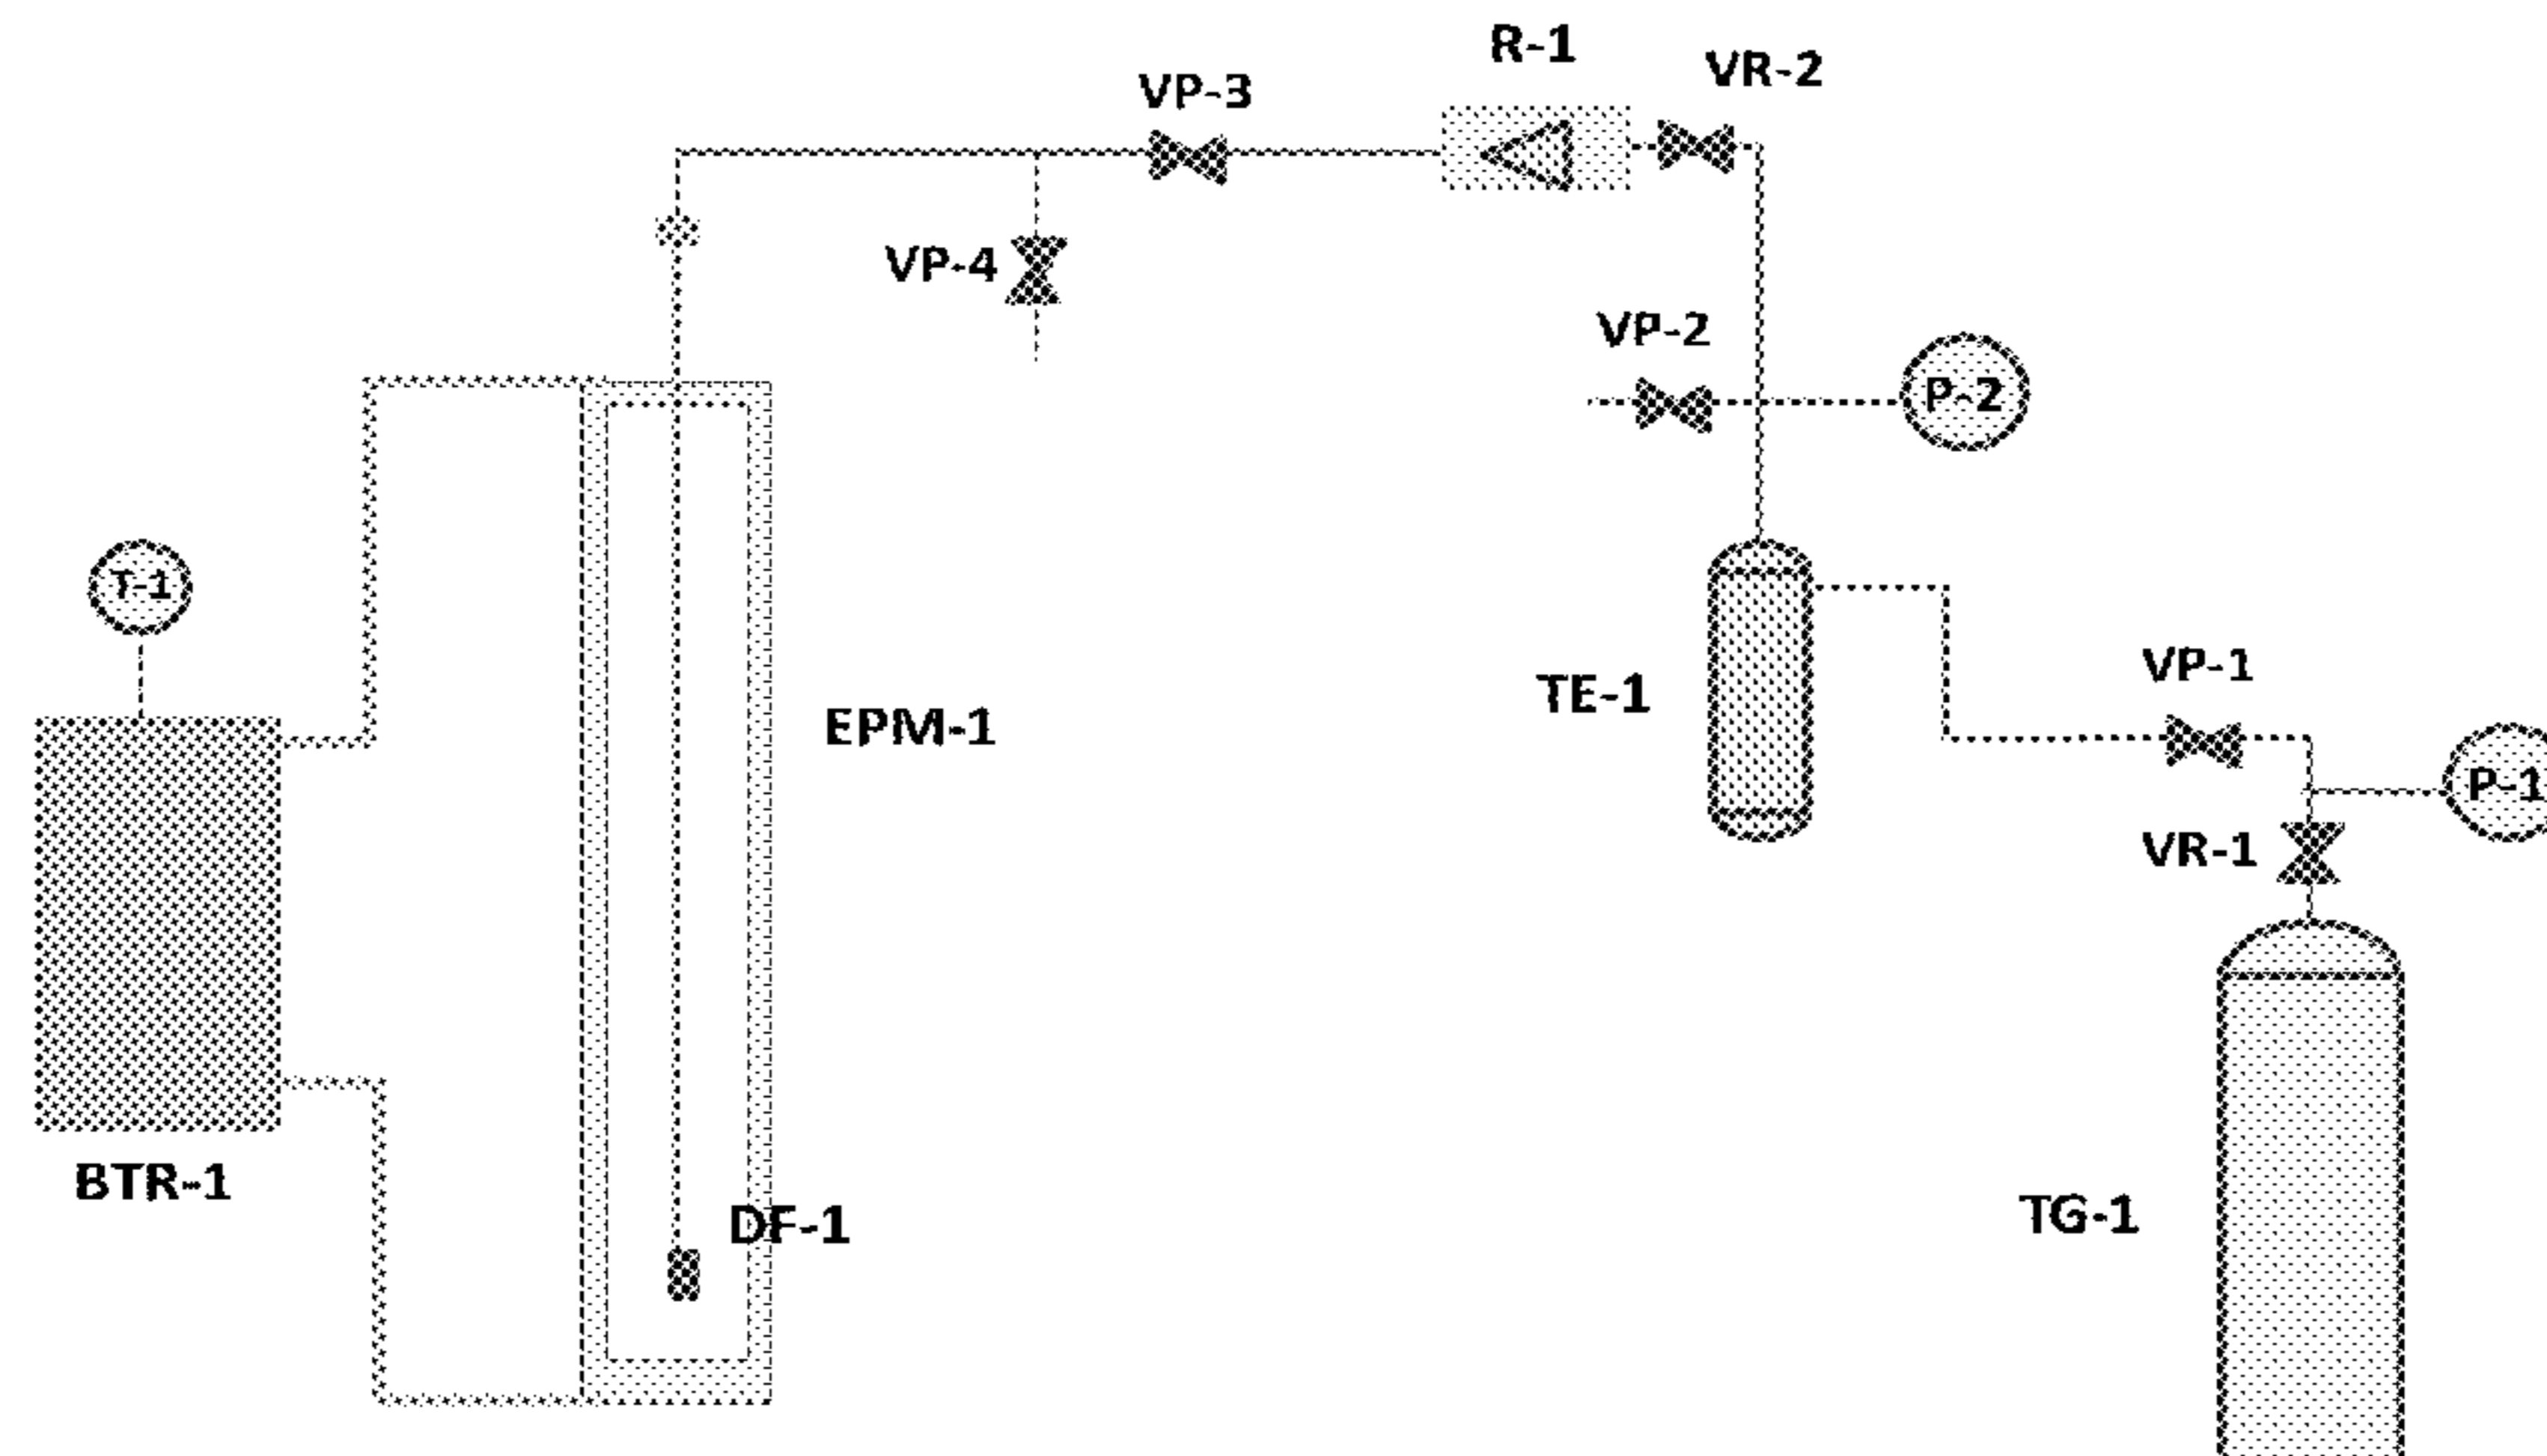 R-1
VR-2
VP-3
VP-4
VP-2
P-2
T-1
VP-1
TE-1
EPM-1
P-1
VR-1
BTR-1
DF-1
TG-1